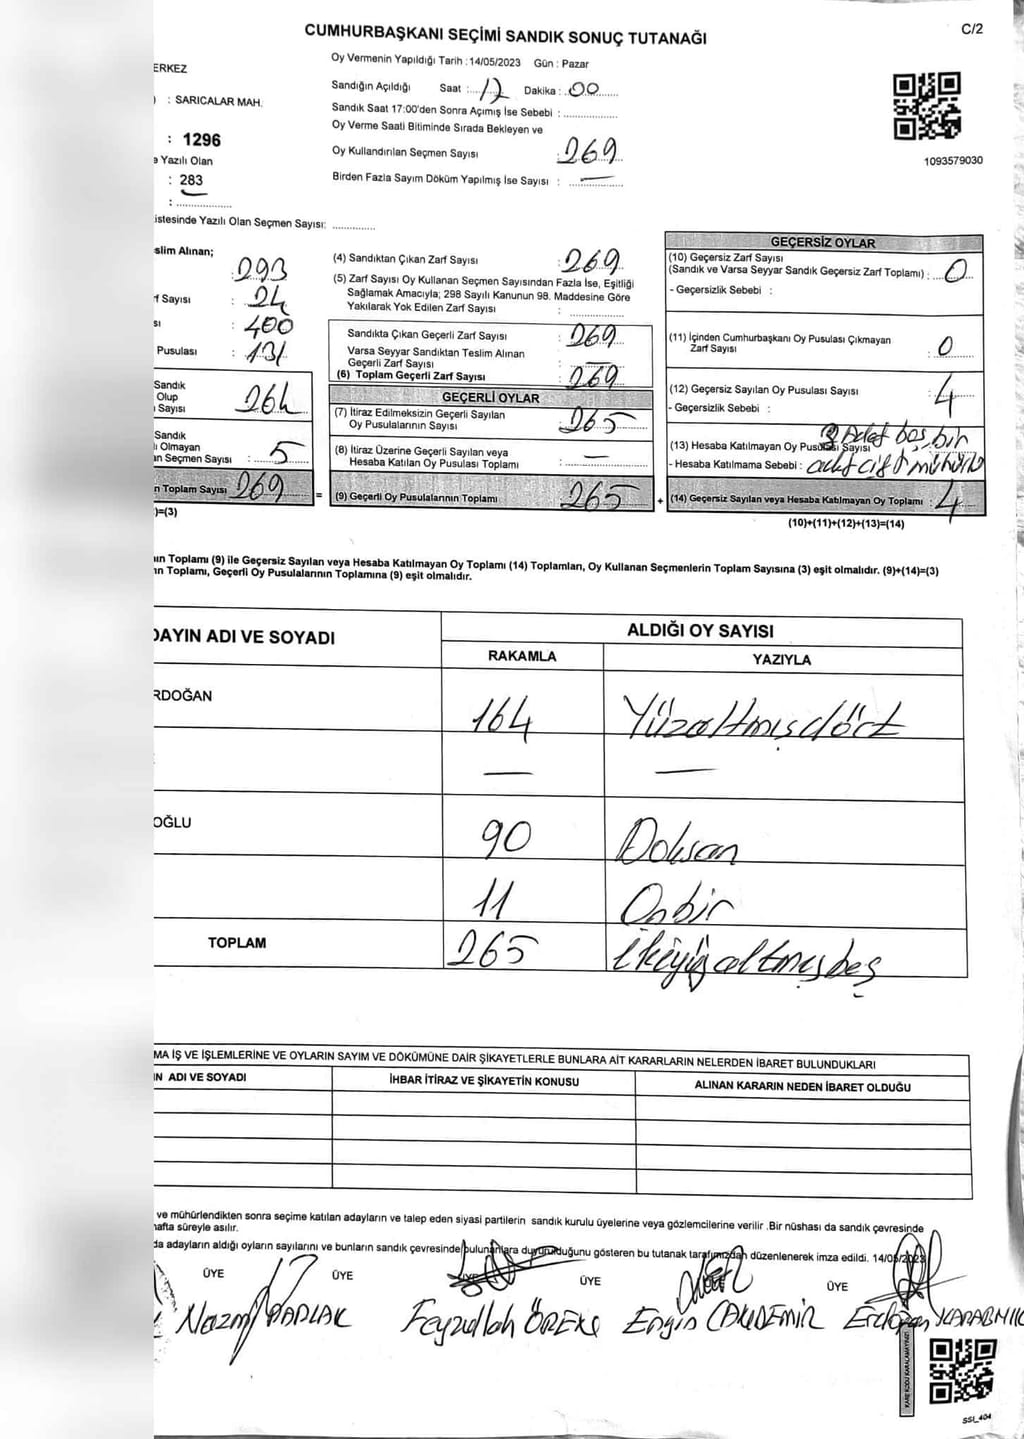 CUMHURBAŞKANI SEÇİMİ SANDIK SONUÇ TUTANAĞI
C/2
Oy Vermenin Yapıldığı Tarih :14/05/2023 Gün : Pazar
ERKEZ
Sandığın Açıldığı Saat :....17 Dakika :..00
) : SARICALAR MAH.
Sandık Saat 17:00'den Sonra Açımış İse Sebebi :
Oy Verme Saati Bitiminde Sırada Bekleyen ve
: 1296
Oy Kullandırılan Seçmen Sayısı : 269
1093579030
e Yazılı Olan
: 283
Birden Fazla Sayım Döküm Yapılmış İse Sayısı : —
:
istesinde Yazılı Olan Seçmen Sayısı:
slim Alınan;
293
rf Sayısı : 24
sı : 400
Pusulası : 131
Sandık
Olup
ı Sayısı 264
Sandık
lı Olmayan
an Seçmen Sayısı : 5
n Toplam Sayısı 269
)=(3)
(4) Sandıktan Çıkan Zarf Sayısı : 269
(5) Zarf Sayısı Oy Kullanan Seçmen Sayısından Fazla İse, Eşitliği
Sağlamak Amacıyla; 298 Sayılı Kanunun 98. Maddesine Göre
Yakılarak Yok Edilen Zarf Sayısı :
Sandıkta Çıkan Geçerli Zarf Sayısı : 269
Varsa Seyyar Sandıktan Teslim Alınan
Geçerli Zarf Sayısı : —
(6) Toplam Geçerli Zarf Sayısı : 269
GEÇERLİ OYLAR
(7) İtiraz Edilmeksizin Geçerli Sayılan
Oy Pusulalarının Sayısı : 265
(8) İtiraz Üzerine Geçerli Sayılan veya
Hesaba Katılan Oy Pusulası Toplamı : —
= (9) Geçerli Oy Pusulalarının Toplamı 265
GEÇERSİZ OYLAR
(10) Geçersiz Zarf Sayısı
(Sandık ve Varsa Seyyar Sandık Geçersiz Zarf Toplamı) : 0
- Geçersizlik Sebebi :
(11) İçinden Cumhurbaşkanı Oy Pusulası Çıkmayan
Zarf Sayısı : 0
(12) Geçersiz Sayılan Oy Pusulası Sayısı : 4
- Geçersizlik Sebebi :
(13) Hesaba Katılmayan Oy Pusulası Sayısı 3 Adet boş, bir
- Hesaba Katılmama Sebebi : adet çift mühürlü
+ (14) Geçersiz Sayılan veya Hesaba Katılmayan Oy Toplamı : 4
(10)+(11)+(12)+(13)=(14)
ın Toplamı (9) ile Geçersiz Sayılan veya Hesaba Katılmayan Oy Toplamı (14) Toplamları, Oy Kullanan Seçmenlerin Toplam Sayısına (3) eşit olmalıdır. (9)+(14)=(3)
ın Toplamı, Geçerli Oy Pusulalarının Toplamına (9) eşit olmalıdır.
DAYIN ADI VE SOYADI ALDIĞI OY SAYISI
RAKAMLA YAZIYLA
RDOĞAN 164 Yüzaltmışdört
— —
OĞLU 90 Doksan
11 Onbir
TOPLAM 265 ikiyüzaltmışbeş
MA İŞ VE İŞLEMLERİNE VE OYLARIN SAYIM VE DÖKÜMÜNE DAİR ŞİKAYETLERLE BUNLARA AİT KARARLARIN NELERDEN İBARET BULUNDUKLARI
IN ADI VE SOYADI İHBAR İTİRAZ VE ŞİKAYETİN KONUSU ALINAN KARARIN NEDEN İBARET OLDUĞU
ve mühürlendikten sonra seçime katılan adayların ve talep eden siyasi partilerin sandık kurulu üyelerine veya gözlemcilerine verilir .Bir nüshası da sandık çevresinde
hafta süreyle asılır.
da adayların aldığı oyların sayılarını ve bunların sandık çevresinde bulunanlara duyurulduğunu gösteren bu tutanak tarafımızdan düzenlenerek imza edildi. 14/05/2023
ÜYE ÜYE ÜYE ÜYE ÜYE
Nazmi PARLAK Feyzullah Engin CAKDEMİR Erdoğan
KARE KODU KARALAMAYINIZ!
SSİ_404